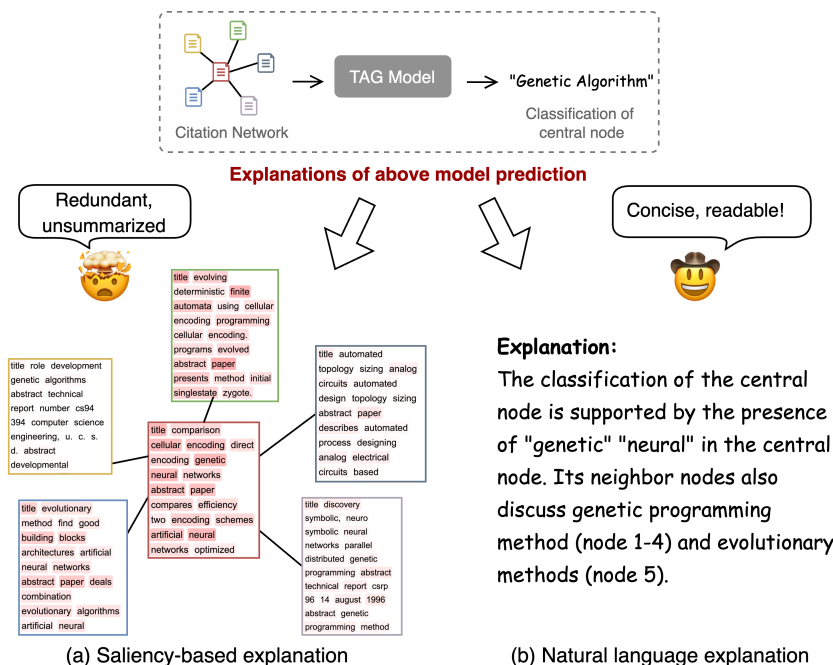 TAG Model
"Genetic Algorithm"
Citation Network
Classification of
central node
Explanations of above model prediction
Redundant,
unsummarized
Concise, readable!
title evolving
deterministic finite
automata using cellular
encoding programming
cellular encoding.
programs evolved
abstract paper
presents method initial
singlestate zygote.
title role development
genetic algorithms
abstract technical
report number cs94
394 computer science
engineering, u. c. s.
d. abstract
developmental
title automated
topology sizing analog
circuits automated
design topology sizing
abstract paper
describes automated
process designing
analog electrical
circuits based
title comparison
cellular encoding direct
encoding genetic
neural networks
abstract paper
compares efficiency
two encoding schemes
artificial neural
networks optimized
title evolutionary
method find good
building blocks
architectures artificial
neural networks
abstract paper deals
combination
evolutionary algorithms
artificial neural
title discovery
symbolic, neuro
symbolic neural
networks parallel
distributed genetic
programming abstract
technical report csrp
96 14 august 1996
abstract genetic
programming method
(a) Saliency-based explanation
Explanation:
The classification of the central
node is supported by the presence
of "genetic" "neural" in the central
node. Its neighbor nodes also
discuss genetic programming
method (node 1-4) and evolutionary
methods (node 5).
(b) Natural language explanation